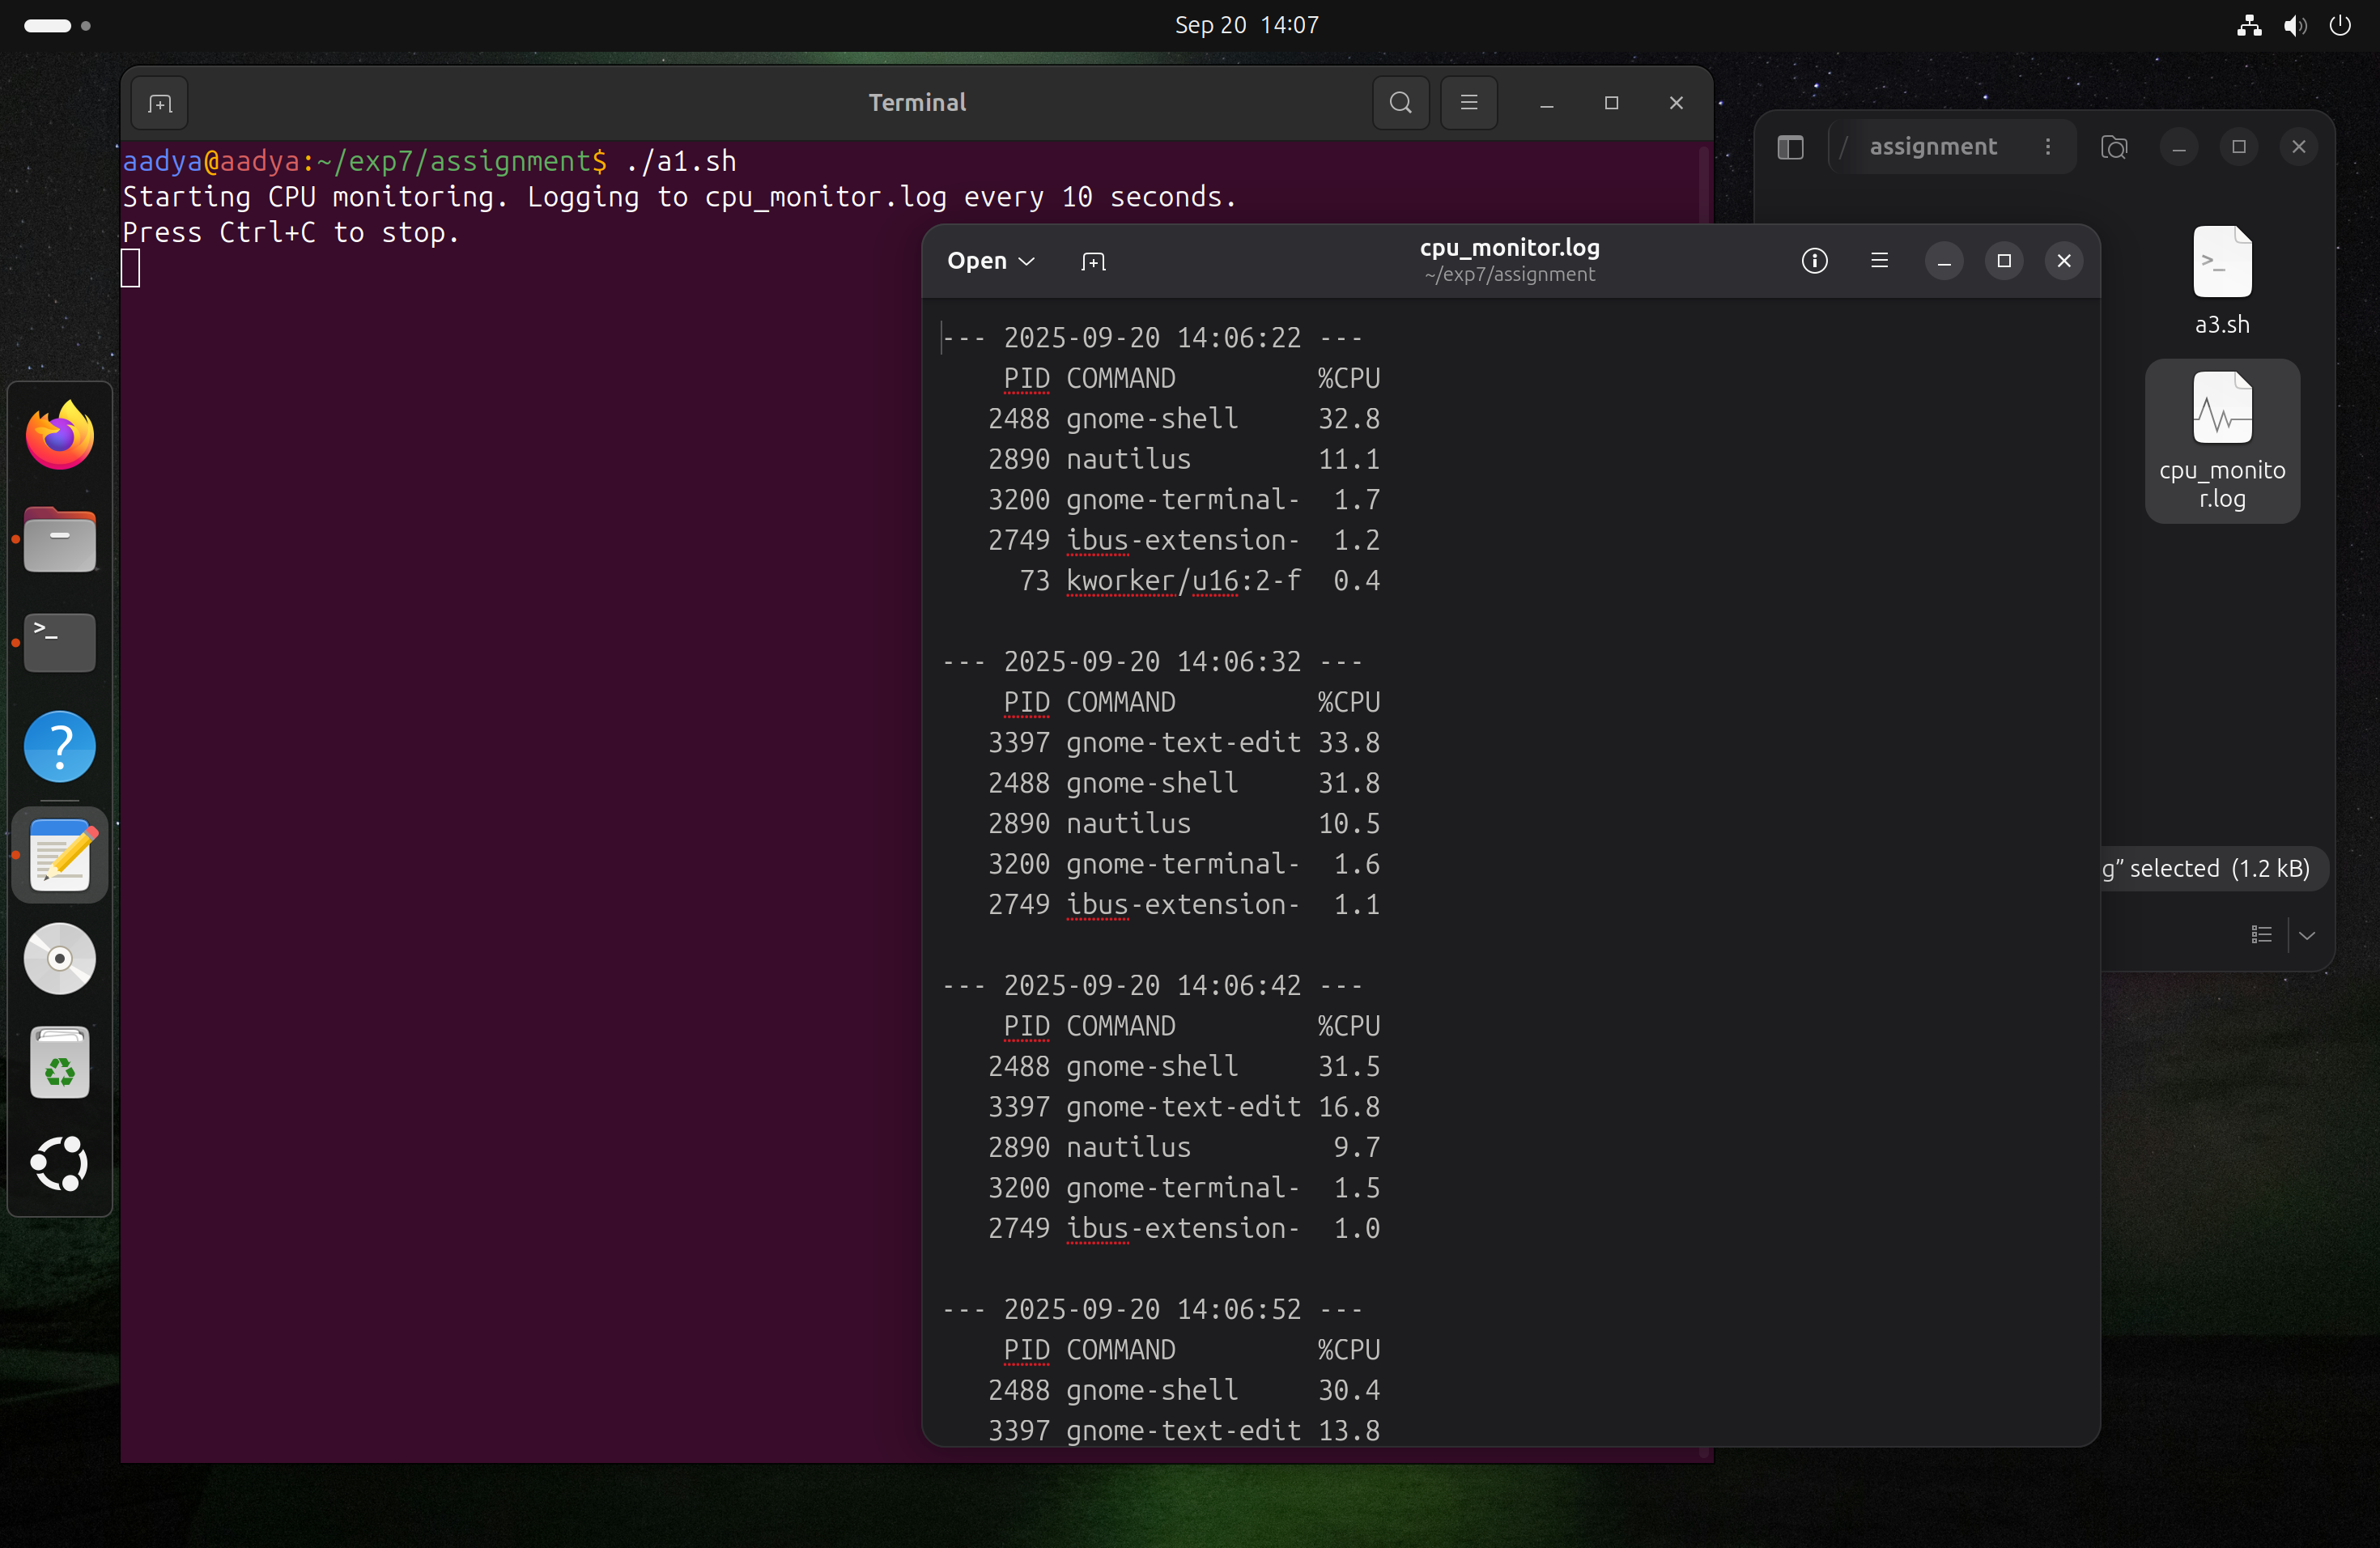 Sep 20 14:07
Terminal
aadya@aadya:~/exp7/assignment$ ./a1.sh
Starting CPU monitoring. Logging to cpu_monitor.log every 10 seconds.
Press Ctrl+C to stop.
/ assignment
a3.sh
cpu_monito
r.log
g” selected (1.2 kB)
Open
cpu_monitor.log
~/exp7/assignment
--- 2025-09-20 14:06:22 ---
PID COMMAND %CPU
2488 gnome-shell 32.8
2890 nautilus 11.1
3200 gnome-terminal- 1.7
2749 ibus-extension- 1.2
73 kworker/u16:2-f 0.4
--- 2025-09-20 14:06:32 ---
PID COMMAND %CPU
3397 gnome-text-edit 33.8
2488 gnome-shell 31.8
2890 nautilus 10.5
3200 gnome-terminal- 1.6
2749 ibus-extension- 1.1
--- 2025-09-20 14:06:42 ---
PID COMMAND %CPU
2488 gnome-shell 31.5
3397 gnome-text-edit 16.8
2890 nautilus 9.7
3200 gnome-terminal- 1.5
2749 ibus-extension- 1.0
--- 2025-09-20 14:06:52 ---
PID COMMAND %CPU
2488 gnome-shell 30.4
3397 gnome-text-edit 13.8